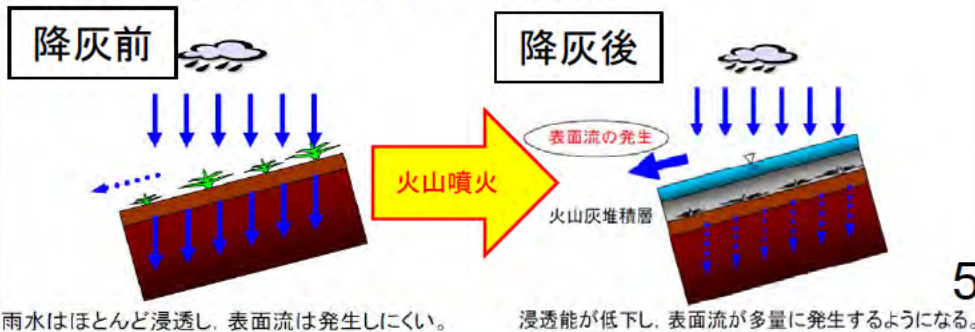 降灰前
降灰後
表面流の発生
火山噴火
火山灰堆積層
5
雨水はほとんど浸透し、表面流は発生しにくい。
浸透能が低下し、表面流が多量に発生するようになる。